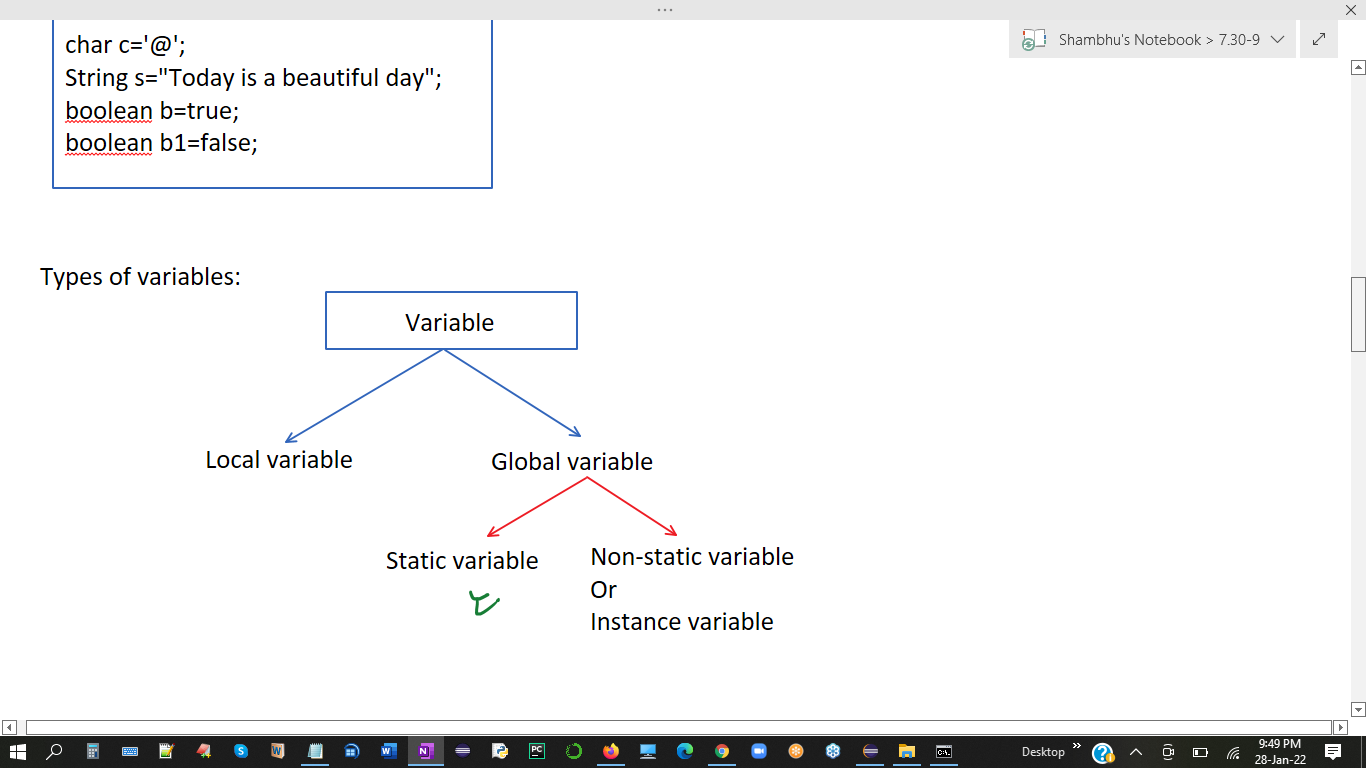 char c='@';
String s="Today is a beautiful day";
boolean b=true;
boolean b1=false;
Shambhu's Notebook > 7.30-9
Types of variables:
Variable
Local variable
Global variable
Static variable
Non-static variable
Or
Instance variable
Desktop
9:49 PM
28-Jan-22